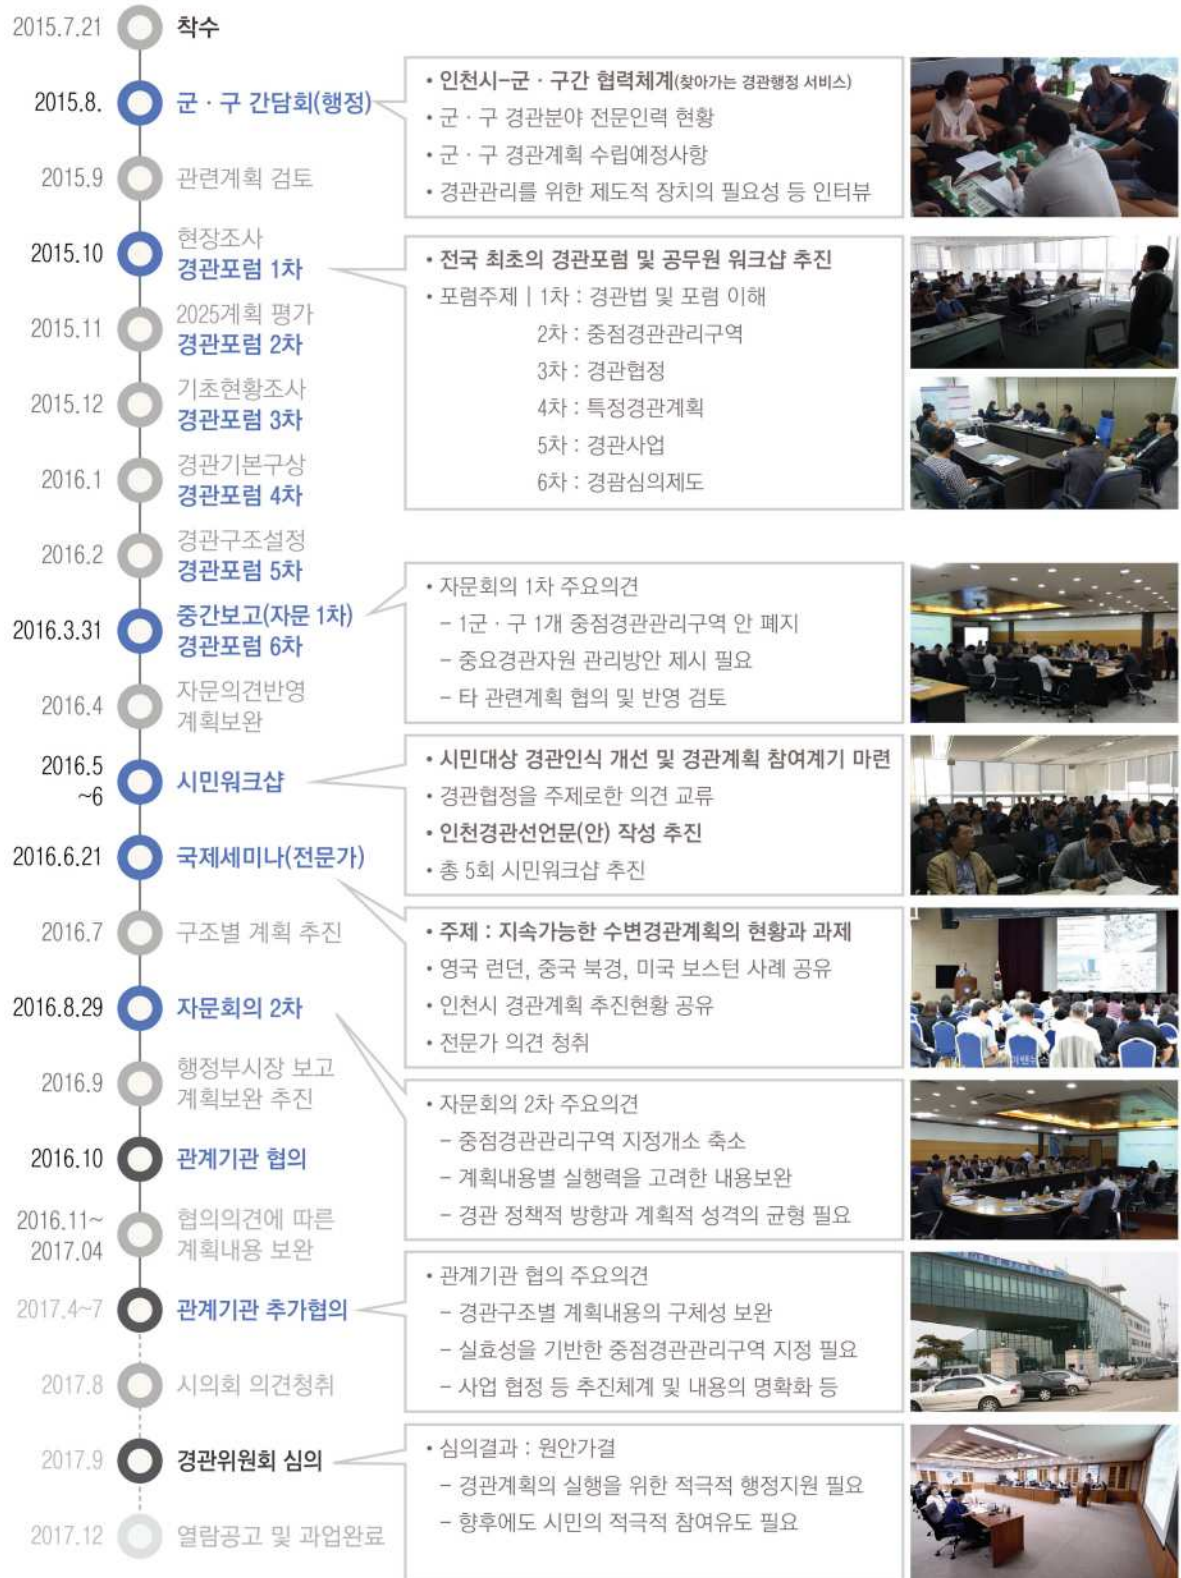 2015.7.21 착수
2015.8. 군 · 구 간담회(행정)
• 인천시-군 · 구간 협력체계(찾아가는 경관행정 서비스)
• 군 · 구 경관분야 전문인력 현황
• 군 · 구 경관계획 수립예정사항
• 경관관리를 위한 제도적 장치의 필요성 등 인터뷰
2015.9 관련계획 검토
2015.10 현장조사
경관포럼 1차
• 전국 최초의 경관포럼 및 공무원 워크샵 추진
• 포럼주제 | 1차 : 경관법 및 포럼 이해
2차 : 중점경관관리구역
3차 : 경관협정
4차 : 특정경관계획
5차 : 경관사업
6차 : 경괌심의제도
2015.11 2025계획 평가
경관포럼 2차
2015.12 기초현황조사
경관포럼 3차
2016.1 경관기본구상
경관포럼 4차
2016.2 경관구조설정
경관포럼 5차
2016.3.31 중간보고(자문 1차)
경관포럼 6차
• 자문회의 1차 주요의견
- 1군 · 구 1개 중점경관관리구역 안 폐지
- 중요경관자원 관리방안 제시 필요
- 타 관련계획 협의 및 반영 검토
2016.4 자문의견반영
계획보완
2016.5
~6 시민워크샵
• 시민대상 경관인식 개선 및 경관계획 참여계기 마련
• 경관협정을 주제로한 의견 교류
• 인천경관선언문(안) 작성 추진
• 총 5회 시민워크샵 추진
2016.6.21 국제세미나(전문가)
• 주제 : 지속가능한 수변경관계획의 현황과 과제
• 영국 런던, 중국 북경, 미국 보스턴 사례 공유
• 인천시 경관계획 추진현황 공유
• 전문가 의견 청취
2016.7 구조별 계획 추진
2016.8.29 자문회의 2차
• 자문회의 2차 주요의견
- 중점경관관리구역 지정개소 축소
- 계획내용별 실행력을 고려한 내용보완
- 경관 정책적 방향과 계획적 성격의 균형 필요
2016.9 행정부시장 보고
계획보완 추진
2016.10 관계기관 협의
2016.11~
2017.04 협의의견에 따른
계획내용 보완
2017.4~7 관계기관 추가협의
• 관계기관 협의 주요의견
- 경관구조별 계획내용의 구체성 보완
- 실효성을 기반한 중점경관관리구역 지정 필요
- 사업 협정 등 추진체계 및 내용의 명확화 등
2017.8 시의회 의견청취
2017.9 경관위원회 심의
• 심의결과 : 원안가결
- 경관계획의 실행을 위한 적극적 행정지원 필요
- 향후에도 시민의 적극적 참여유도 필요
2017.12 열람공고 및 과업완료